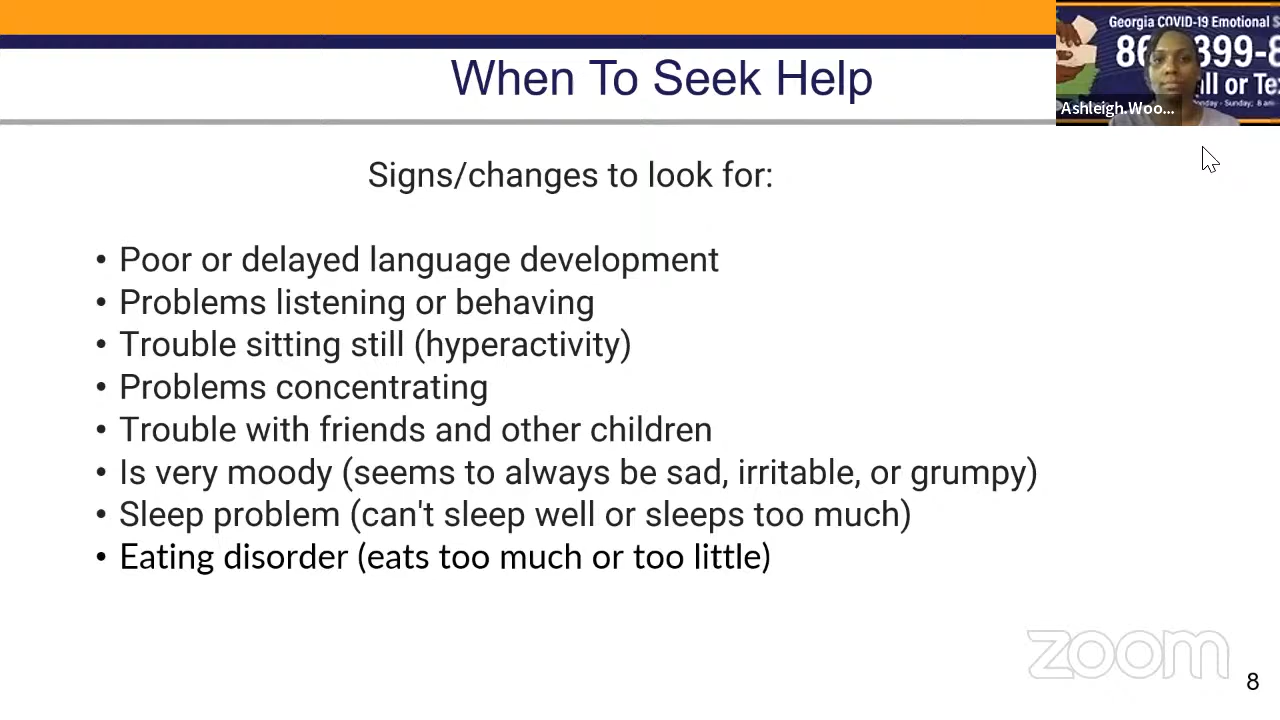 When To Seek Help
Georgia COVID-19 Emotional
399-8
Ashleigh.Woo...
Signs/changes to look for:
• Poor or delayed language development
• Problems listening or behaving
• Trouble sitting still (hyperactivity)
• Problems concentrating
• Trouble with friends and other children
• Is very moody (seems to always be sad, irritable, or grumpy)
• Sleep problem (can't sleep well or sleeps too much)
• Eating disorder (eats too much or too little)
zoom
8